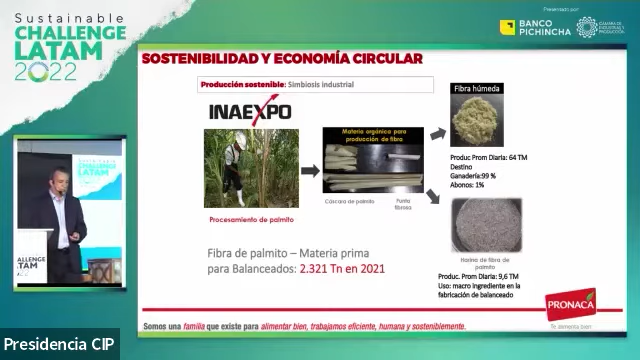 Sustainable
CHALLENGE
LATAM
2022
Presentado por:
BANCO
PICHINCHA
CÁMARA DE
INDUSTRIAS Y
PRODUCCIÓN
SOSTENIBILIDAD Y ECONOMÍA CIRCULAR
Producción sostenible: Simbiosis industrial
INAEXPO
Procesamiento de palmito
Materia orgánica para
producción de fibra
Cáscara de palmito
Punta
fibrosa
Fibra húmeda
Produc Prom Diaria: 64 TM
Destino
Ganadería:99 %
Abonos: 1%
Harina de fibra de
palmito
Produc. Prom Diaria: 9,6 TM
Uso: macro ingrediente en la
fabricación de balanceado
Fibra de palmito – Materia prima
para Balanceados: 2.321 Tn en 2021
PRONACA
Te alimenta bien
Somos una familia que existe para alimentar bien, trabajamos eficiente, humana y sosteniblemente.
Sustainable
CHALLENGE
LATAM
CHALLENGE
LATAM
Presidencia CIP